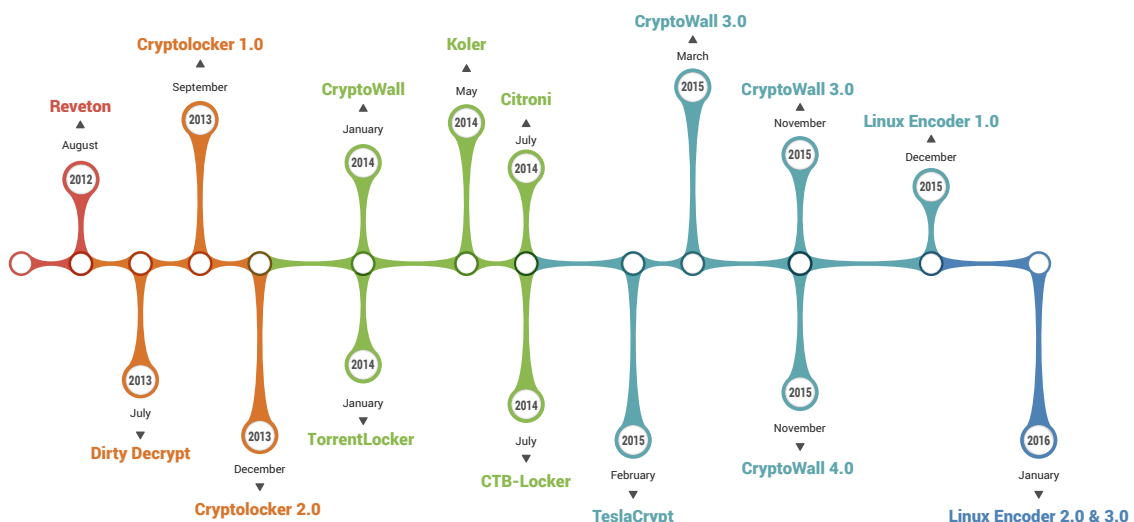 Reveton
August
2012
2013
July
Dirty Decrypt
Cryptolocker 1.0
September
2013
2013
December
Cryptolocker 2.0
CryptoWall
January
2014
2014
January
TorrentLocker
Koler
May
2014
Citroni
July
2014
2014
July
CTB-Locker
2015
February
TeslaCrypt
CryptoWall 3.0
March
2015
CryptoWall 3.0
November
2015
2015
November
CryptoWall 4.0
Linux Encoder 1.0
December
2015
2016
January
Linux Encoder 2.0 & 3.0